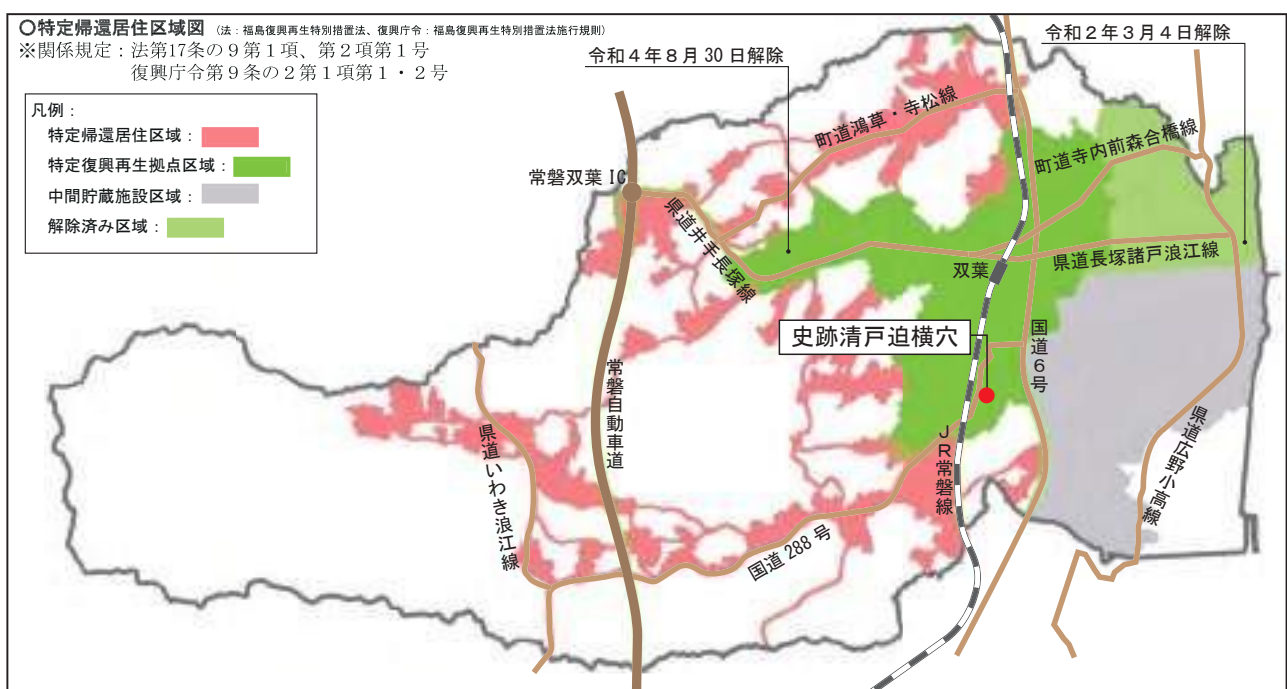 ○特定帰還居住区域図 (法：福島復興再生特別措置法、復興庁令：福島復興再生特別措置法施行規則)
※関係規定：法第17条の９第１項、第２項第１号
復興庁令第９条の２第１項第１・２号
凡例：
特定帰還居住区域：
特定復興再生拠点区域：
中間貯蔵施設区域：
解除済み区域：
令和４年８月30日解除
令和２年３月４日解除
町道鴻草・寺松線
町道寺内前森合橋線
常磐双葉IC
県道井手長塚線
双葉
県道長塚諸戸浪江線
史跡清戸迫横穴
国道６号
常磐自動車道
県道いわき浪江線
ＪＲ常磐線
県道広野小高線
国道288号